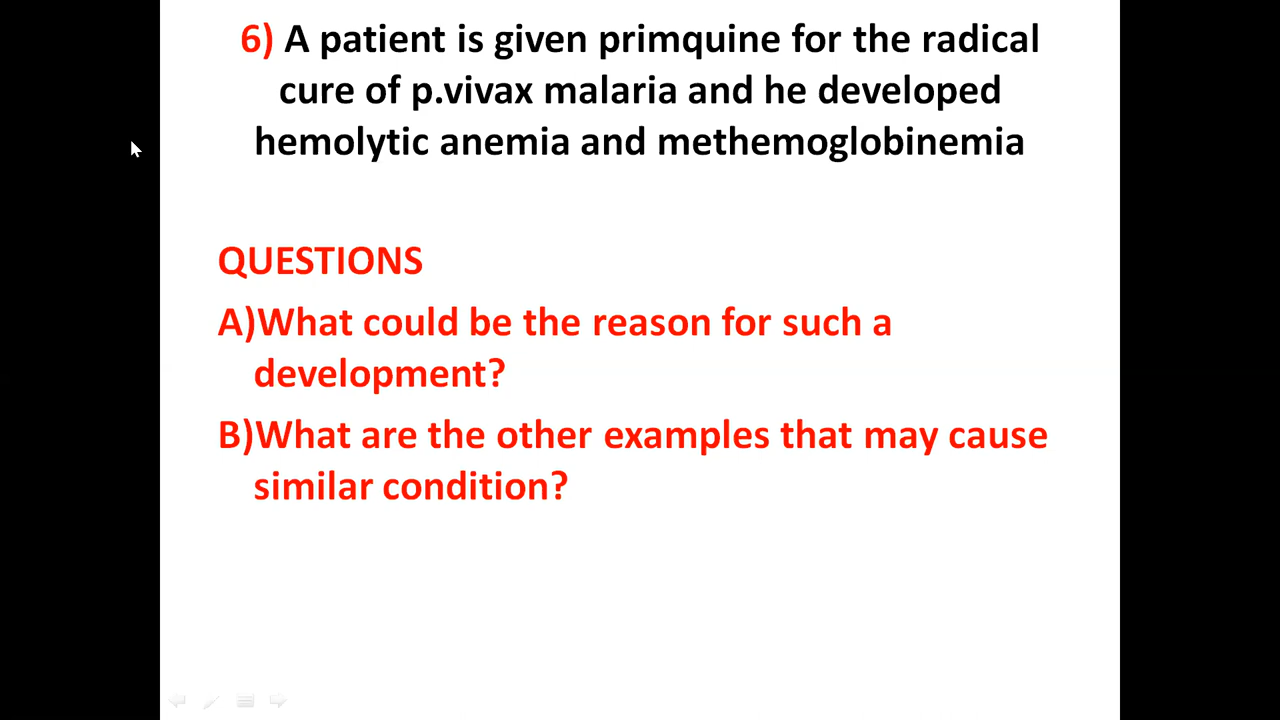 6) A patient is given primquine for the radical
cure of p.vivax malaria and he developed
hemolytic anemia and methemoglobinemia
QUESTIONS
A)What could be the reason for such a
development?
B)What are the other examples that may cause
similar condition?